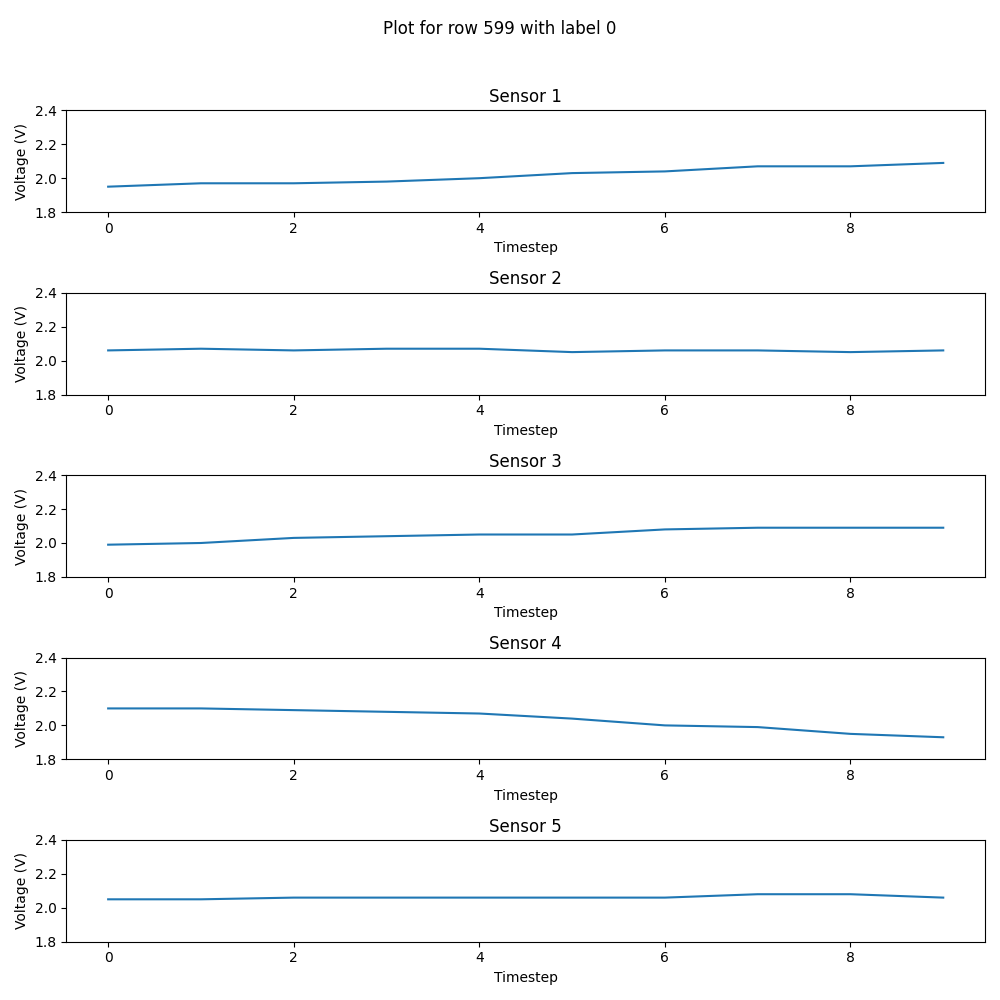 Plot for row 599 with label 0
Sensor 1
2.4
2.2
2.0
1.8
Voltage (V)
0 2 4 6 8
Timestep
Sensor 2
2.4
2.2
2.0
1.8
Voltage (V)
0 2 4 6 8
Timestep
Sensor 3
2.4
2.2
2.0
1.8
Voltage (V)
0 2 4 6 8
Timestep
Sensor 4
2.4
2.2
2.0
1.8
Voltage (V)
0 2 4 6 8
Timestep
Sensor 5
2.4
2.2
2.0
1.8
Voltage (V)
0 2 4 6 8
Timestep